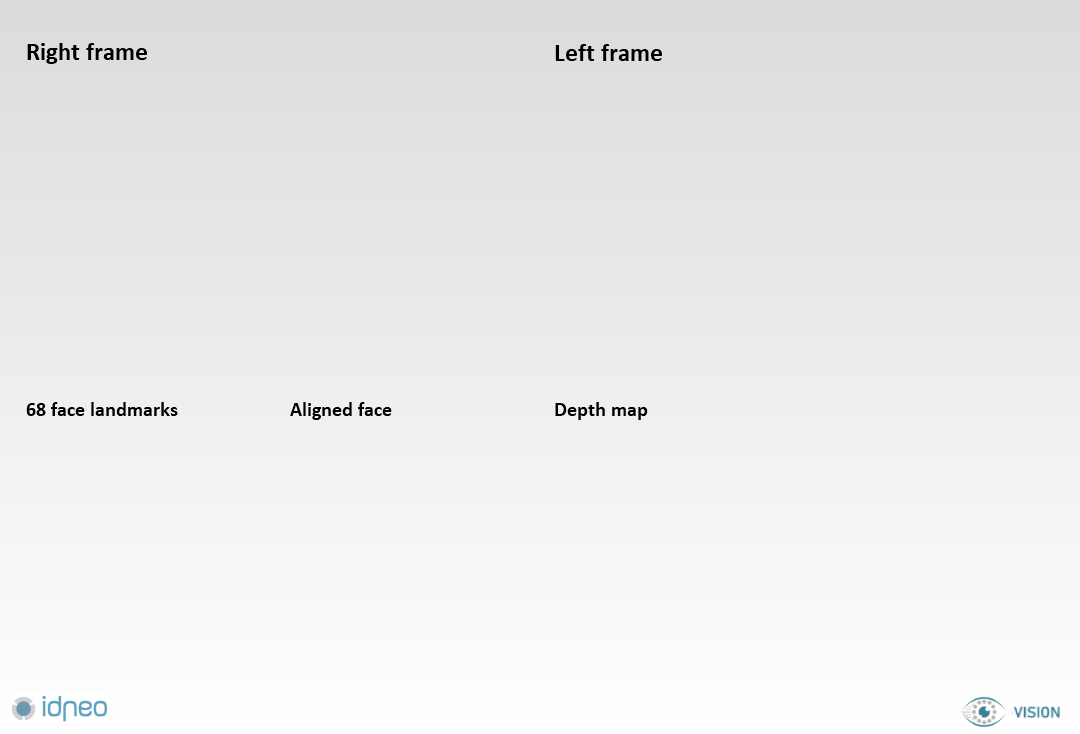 Right frame
Left frame
68 face landmarks
Aligned face
Depth map
idneo
VISION